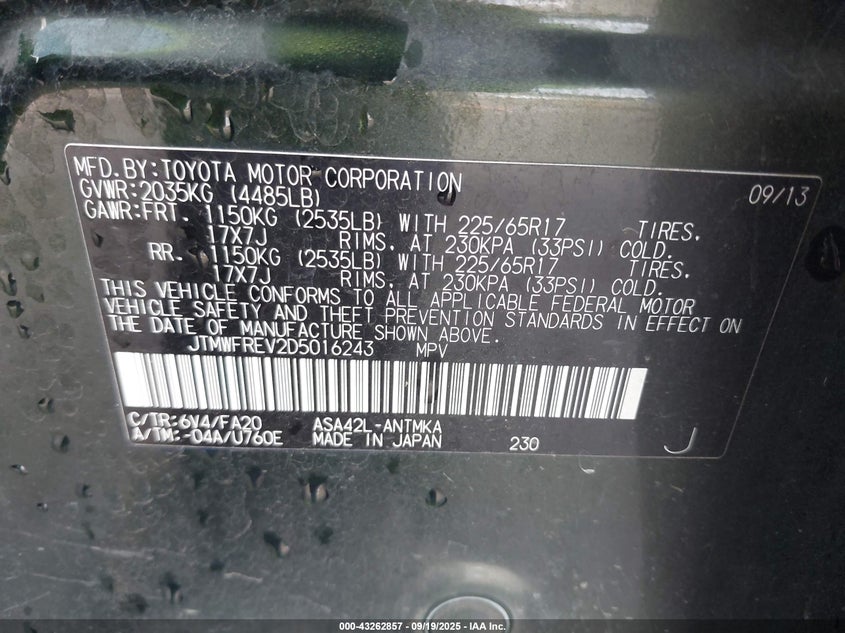 MFD.BY:TOYOTA MOTOR CORPORATION 09/13
GVWR:2035KG (4485LB)
GAWR:FRT. 1150KG (2535LB) WITH 225/65R17 TIRES,
17X7J RIMS, AT 230KPA (33PSI) COLD.
RR. 1150KG (2535LB) WITH 225/65R17 TIRES,
17X7J RIMS, AT 230KPA (33PSI) COLD.
THIS VEHICLE CONFORMS TO ALL APPLICABLE FEDERAL MOTOR
VEHICLE SAFETY AND THEFT PREVENTION STANDARDS IN EFFECT ON
THE DATE OF MANUFACTURE SHOWN ABOVE.
JTMWFREV2D5016243 MPV
C/TR:6V4/FA20 ASA42L-ANTMKA
A/TM:-04A/U760E MADE IN JAPAN 230 J
000-43262857 - 09/19/2025 - IAA Inc.